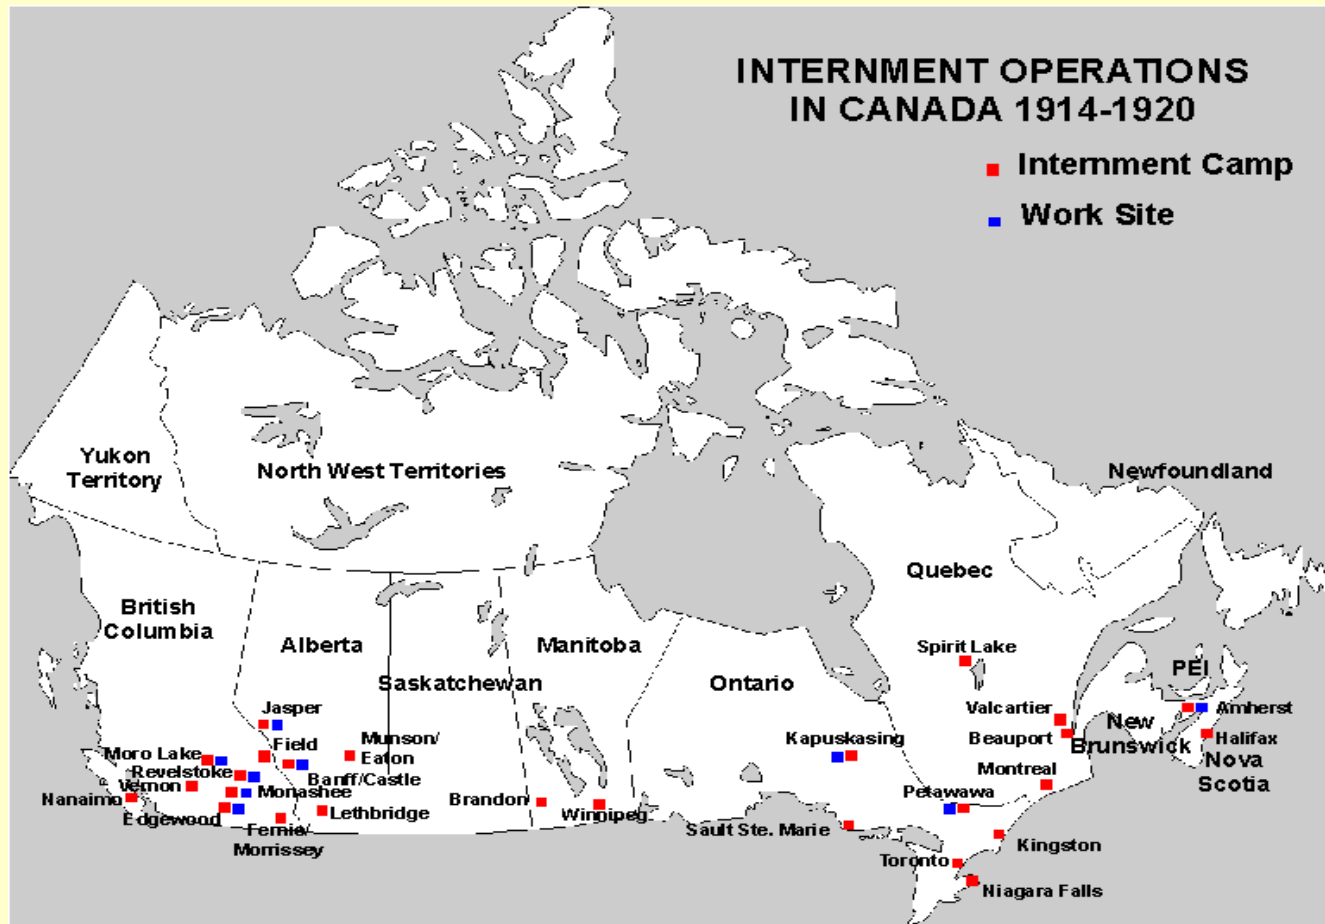 INTERNMENT OPERATIONS
IN CANADA 1914-1920
Internment Camp
Work Site
Yukon
Territory
North West Territories
Newfoundland
British
Columbia
Alberta
Saskatchewan
Manitoba
Ontario
Quebec
PEI
New
Brunswick
Nova
Scotia
Spirit Lake
Valcartier
Beauport
Montreal
Amherst
Halifax
Jasper
Field
Munson/
Eaton
Moro Lake
Revelstoke
Banff/Castle
Vernon
Monashee
Nanaimo
Edgewood
Lethbridge
Fernie/
Morrissey
Brandon
Winnipeg
Kapuskasing
Petawawa
Sault Ste. Marie
Kingston
Toronto
Niagara Falls